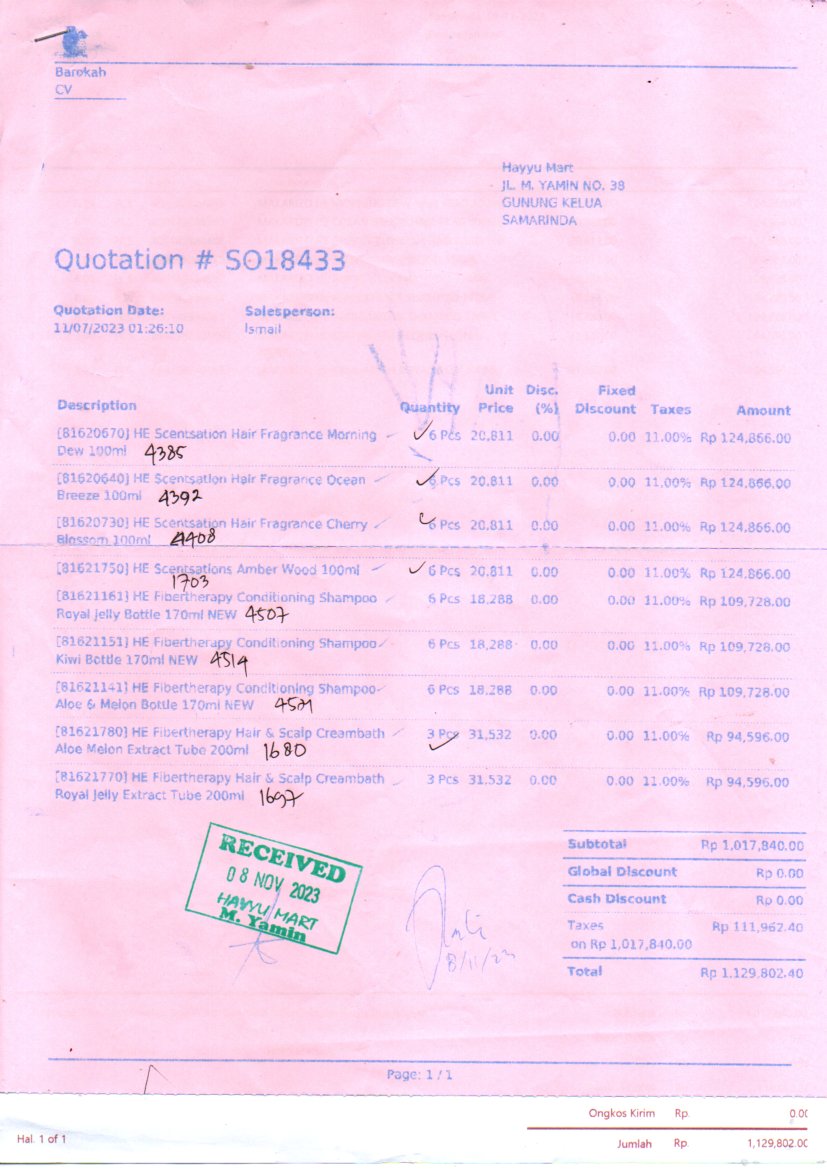 Barokah
CV
Hayyu Mart
JL. M. YAMIN NO. 38
GUNUNG KELUA
SAMARINDA
Quotation # SO18433
Quotation Date: Salesperson:
11/07/2023 01:26:10 Ismail
Description Quantity Unit Price Disc. (%) Fixed Discount Taxes Amount
[81620670] HE Scentsation Hair Fragrance Morning 6 Pcs 20,811 0.00 0.00 11.00% Rp 124,866.00
Dew 100ml 4385
[81620640] HE Scentsation Hair Fragrance Ocean 6 Pcs 20,811 0.00 0.00 11.00% Rp 124,866.00
Breeze 100ml 4392
[81620730] HE Scentsation Hair Fragrance Cherry 6 Pcs 20,811 0.00 0.00 11.00% Rp 124,866.00
Blossom 100ml 4408
[81621750] HE Scentsations Amber Wood 100ml 6 Pcs 20,811 0.00 0.00 11.00% Rp 124,866.00
1703
[81621161] HE Fibertherapy Conditioning Shampoo 6 Pcs 18,288 0.00 0.00 11.00% Rp 109,728.00
Royal Jelly Bottle 170ml NEW 4507
[81621151] HE Fibertherapy Conditioning Shampoo 6 Pcs 18,288 0.00 0.00 11.00% Rp 109,728.00
Kiwi Bottle 170ml NEW 4514
[81621141] HE Fibertherapy Conditioning Shampoo 6 Pcs 18,288 0.00 0.00 11.00% Rp 109,728.00
Aloe & Melon Bottle 170ml NEW 4521
[81621780] HE Fibertherapy Hair & Scalp Creambath 3 Pcs 31,532 0.00 0.00 11.00% Rp 94,596.00
Aloe Melon Extract Tube 200ml 1680
[81621770] HE Fibertherapy Hair & Scalp Creambath 3 Pcs 31,532 0.00 0.00 11.00% Rp 94,596.00
Royal Jelly Extract Tube 200ml 1697
RECEIVED
08 NOV 2023
HAYYU MART
M. Yamin
8/11/23
Subtotal Rp 1,017,840.00
Global Discount Rp 0.00
Cash Discount Rp 0.00
Taxes Rp 111,962.40
on Rp 1,017,840.00
Total Rp 1,129,802.40
Page: 1 / 1
Ongkos Kirim Rp. 0.00
Hal. 1 of 1
Jumlah Rp. 1,129,802.00